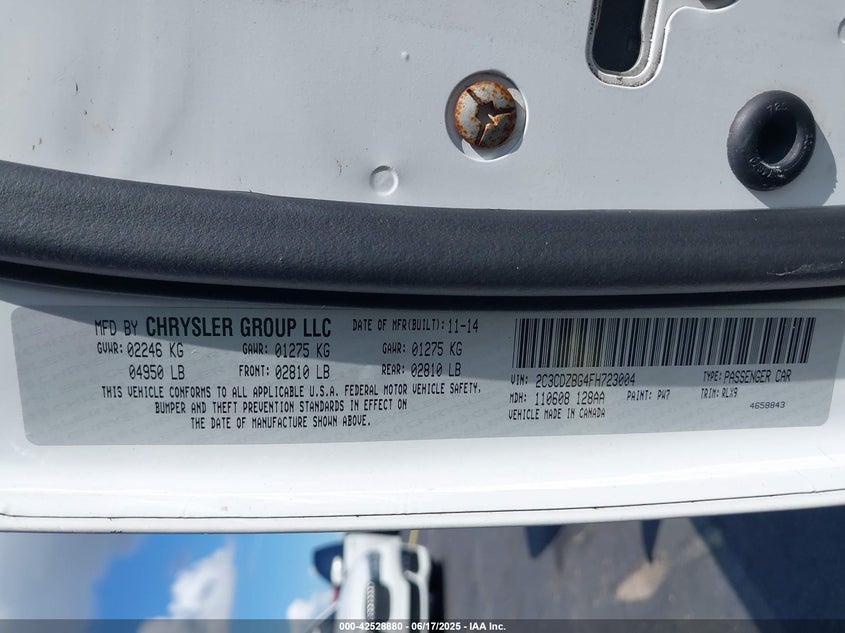 MFD BY CHRYSLER GROUP LLC DATE OF MFR(BUILT): 11-14
GVWR: 02246 KG GAWR: 01275 KG GAWR: 01275 KG
04950 LB FRONT: 02810 LB REAR: 02810 LB
THIS VEHICLE CONFORMS TO ALL APPLICABLE U.S.A. FEDERAL MOTOR VEHICLE SAFETY,
BUMPER AND THEFT PREVENTION STANDARDS IN EFFECT ON
THE DATE OF MANUFACTURE SHOWN ABOVE.
VIN: 2C3CDZBG4FH723004 TYPE: PASSENGER CAR
MDH: 110608 128AA PAINT: PW7 TRIM: RLX9
VEHICLE MADE IN CANADA 4658843
000-42528880 - 06/17/2025 - IAA Inc.